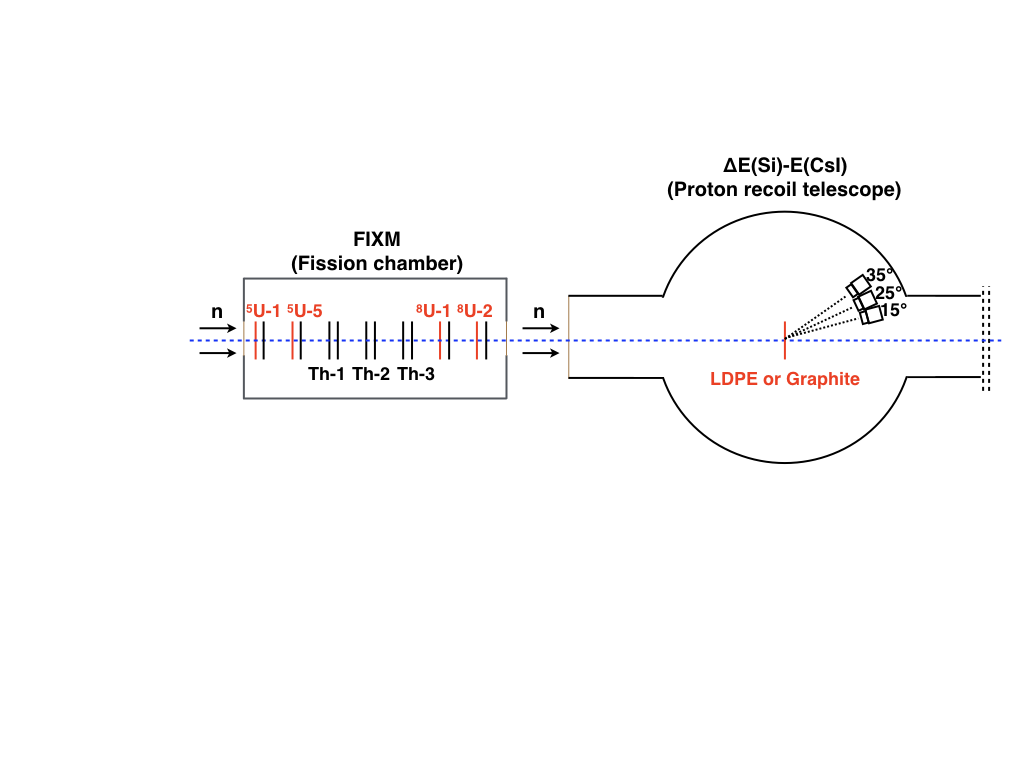 ΔE(Si)-E(CsI)
(Proton recoil telescope)
FIXM
(Fission chamber)
35°
25°
15°
n
⁵U-1 ⁵U-5
⁸U-1 ⁸U-2
n
Th-1 Th-2 Th-3
LDPE or Graphite